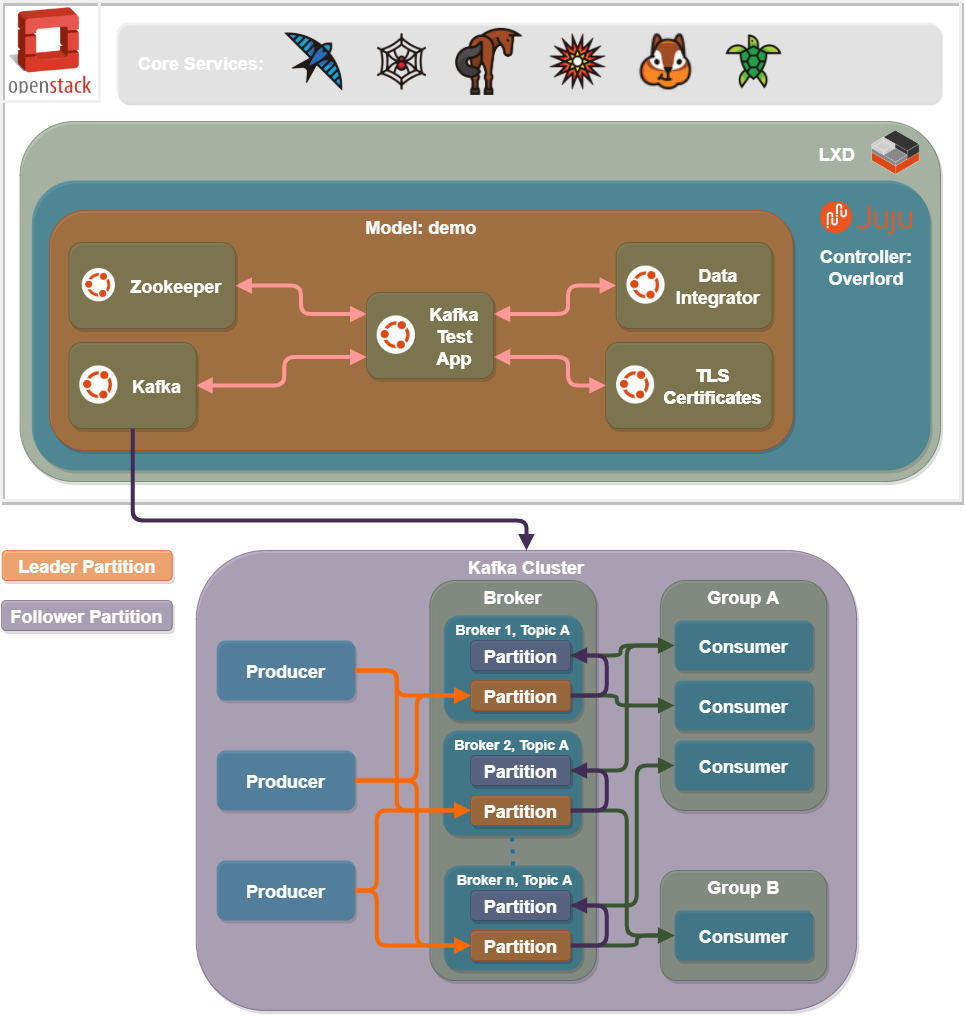 openstack
Core Services:
LXD
Juju
Controller:
Overlord
Model: demo
Zookeeper
Kafka
Kafka
Test
App
Data
Integrator
TLS
Certificates
Leader Partition
Follower Partition
Kafka Cluster
Broker
Group A
Broker 1, Topic A
Partition
Partition
Broker 2, Topic A
Partition
Partition
Broker n, Topic A
Partition
Partition
Producer
Producer
Producer
Consumer
Consumer
Consumer
Group B
Consumer